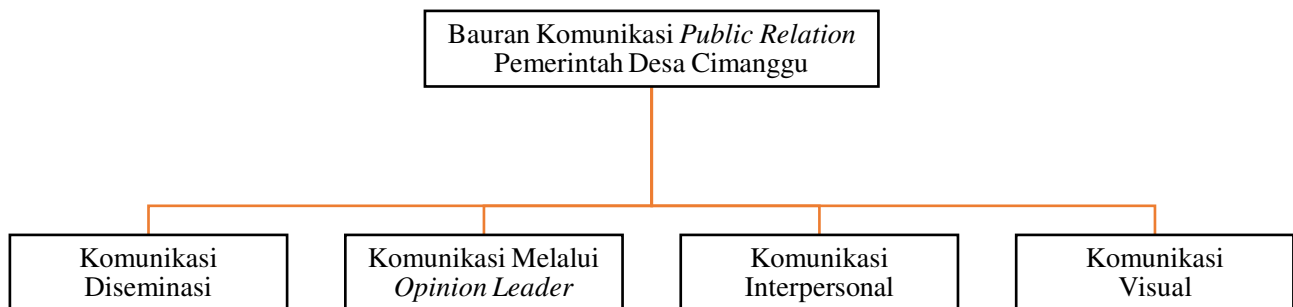 Bauran Komunikasi Public Relation
Pemerintah Desa Cimanggu
Komunikasi
Diseminasi
Komunikasi Melalui
Opinion Leader
Komunikasi
Interpersonal
Komunikasi
Visual